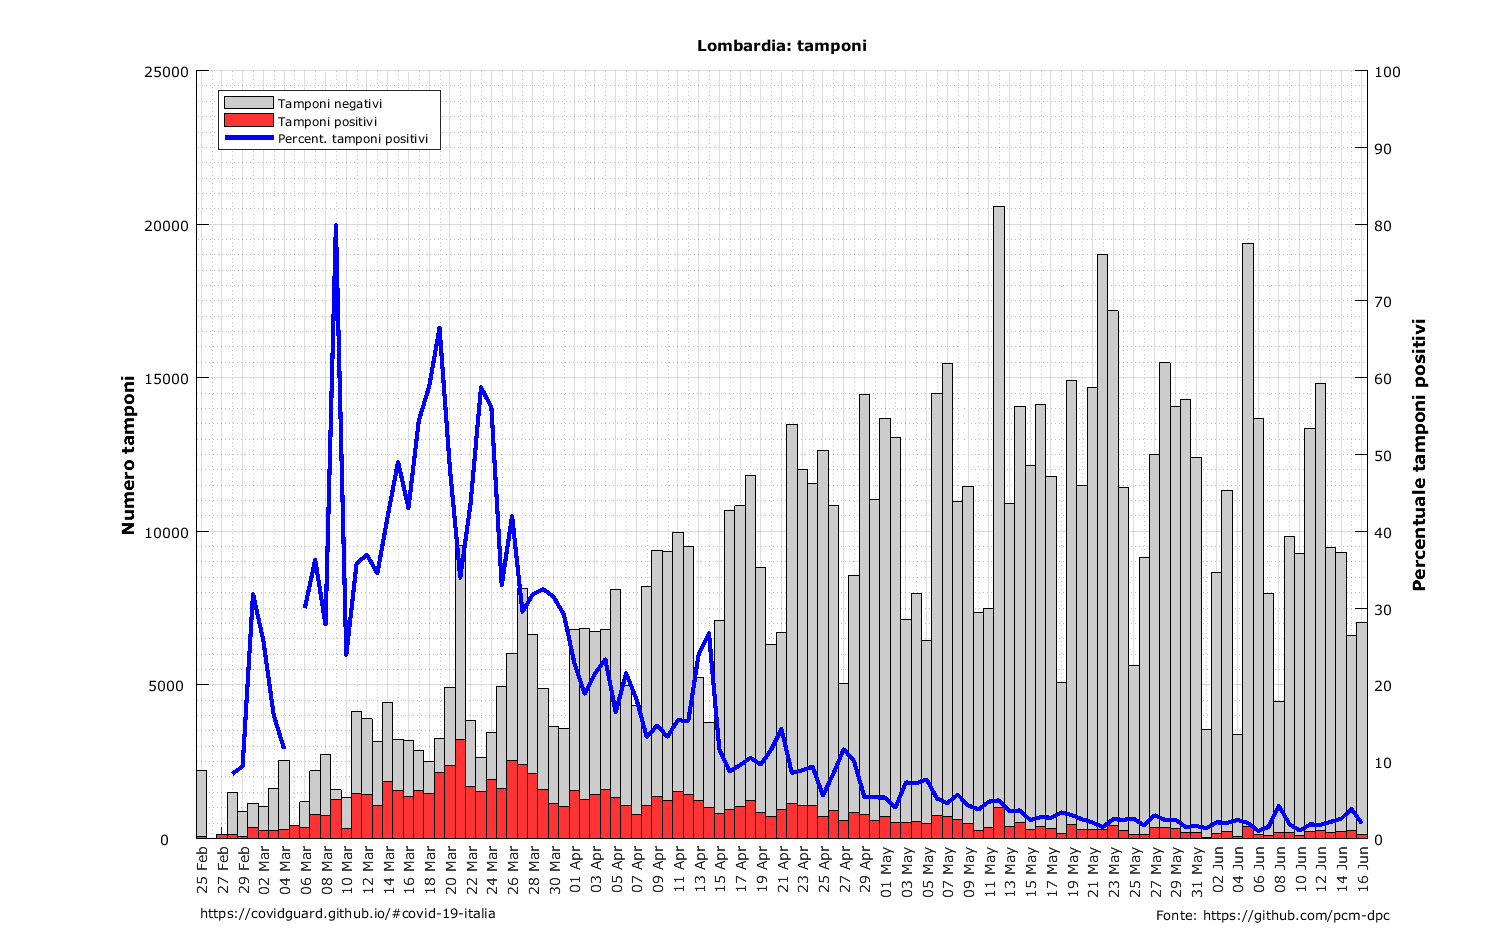 Lombardia: tamponi
Tamponi negativi
Tamponi positivi
Percent. tamponi positivi
Numero tamponi
25000
20000
15000
10000
5000
0
Percentuale tamponi positivi
100
90
80
70
60
50
40
30
20
10
0
25 Feb
27 Feb
29 Feb
02 Mar
04 Mar
06 Mar
08 Mar
10 Mar
12 Mar
14 Mar
16 Mar
18 Mar
20 Mar
22 Mar
24 Mar
26 Mar
28 Mar
30 Mar
01 Apr
03 Apr
05 Apr
07 Apr
09 Apr
11 Apr
13 Apr
15 Apr
17 Apr
19 Apr
21 Apr
23 Apr
25 Apr
27 Apr
29 Apr
01 May
03 May
05 May
07 May
09 May
11 May
13 May
15 May
17 May
19 May
21 May
23 May
25 May
27 May
29 May
31 May
02 Jun
04 Jun
06 Jun
08 Jun
10 Jun
12 Jun
14 Jun
16 Jun
https://covidguard.github.io/#covid-19-italia
Fonte: https://github.com/pcm-dpc